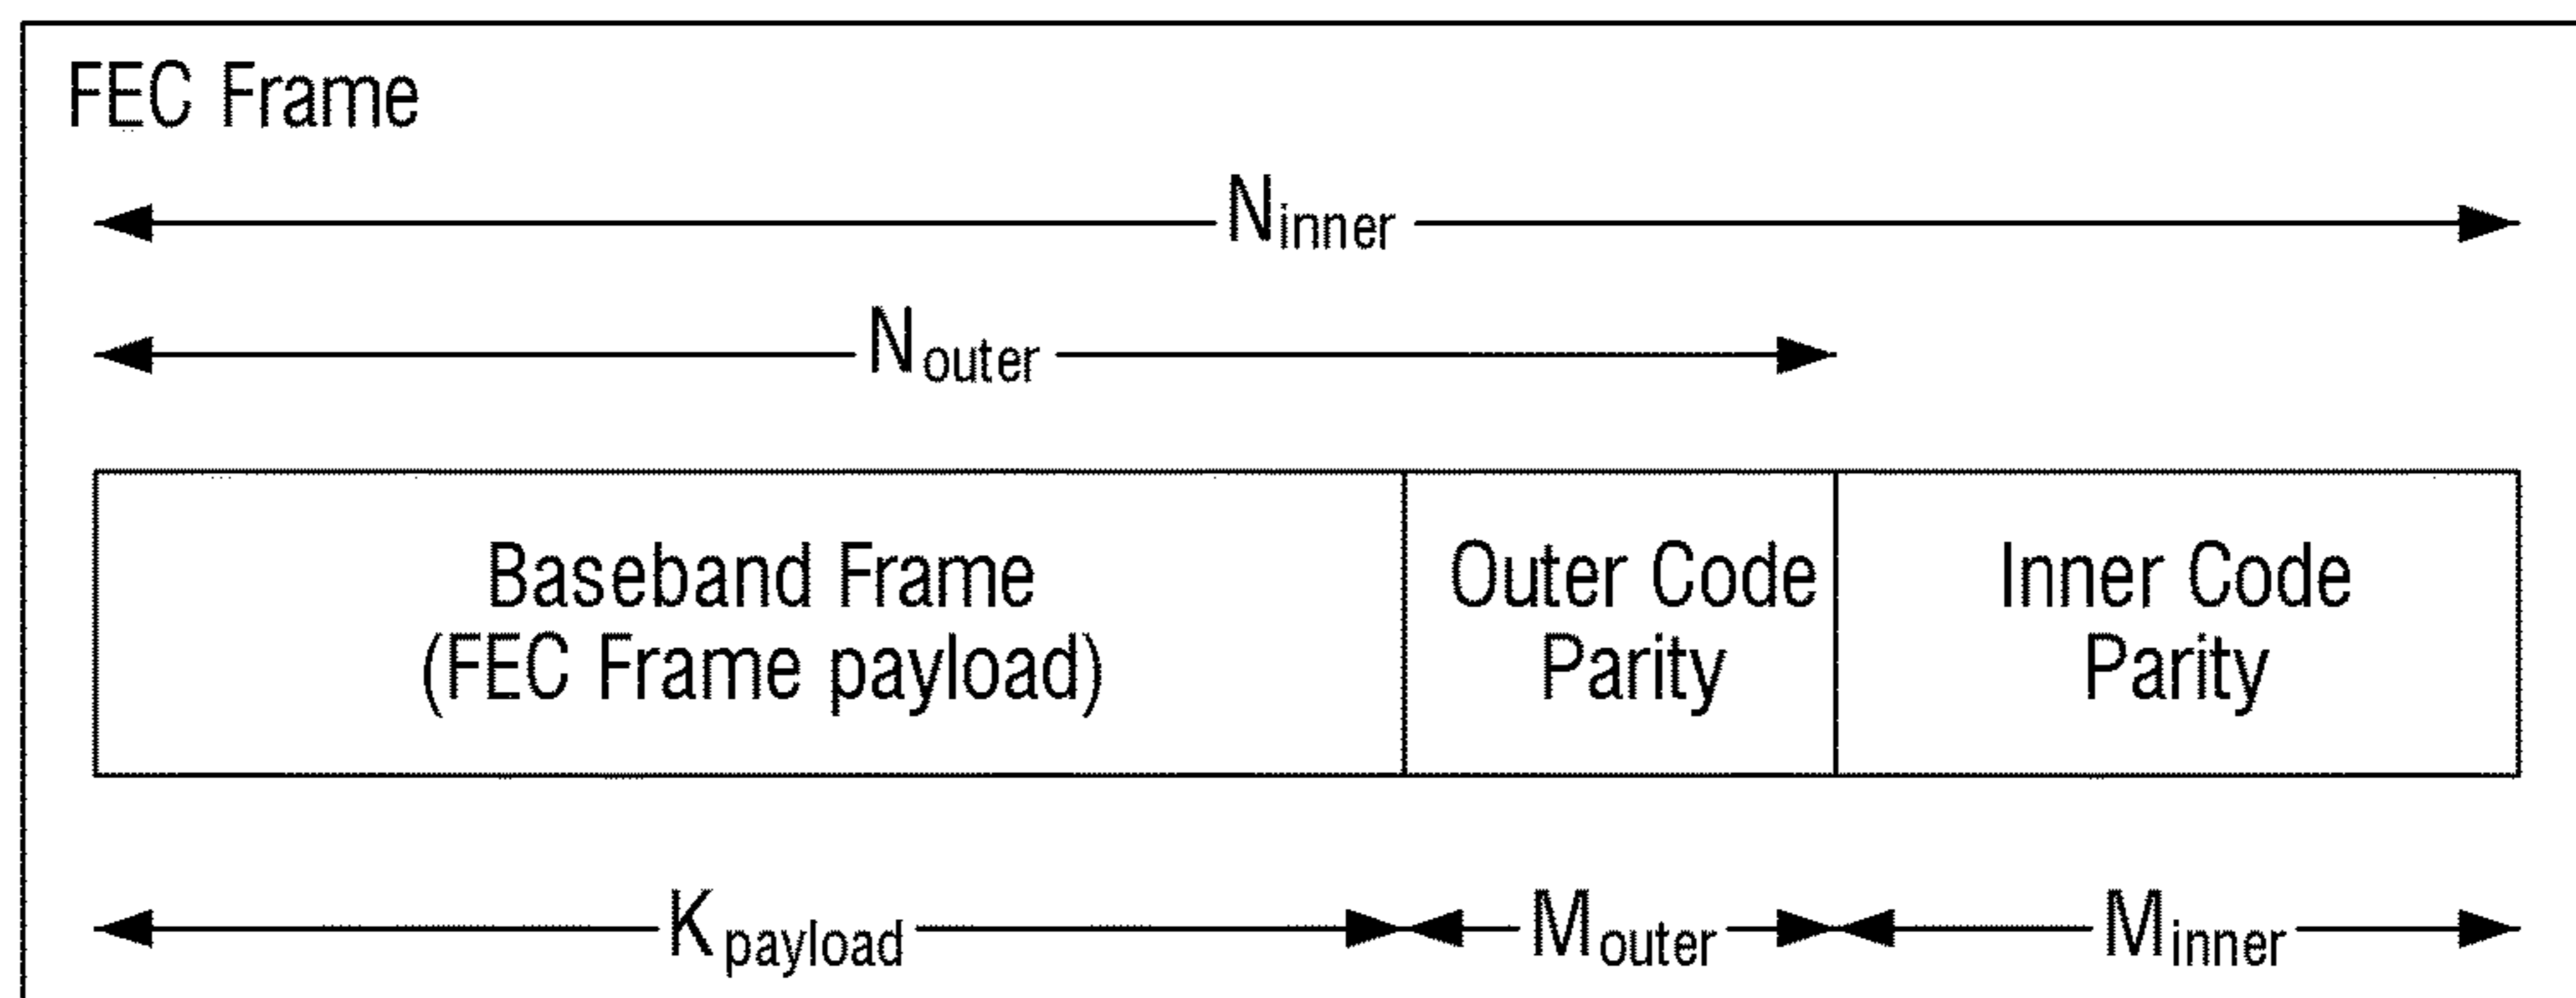 FEC Frame
Ninner
Nouter
Baseband Frame
(FEC Frame payload)
Outer Code
Parity
Inner Code
Parity
Kpayload
Mouter
Minner